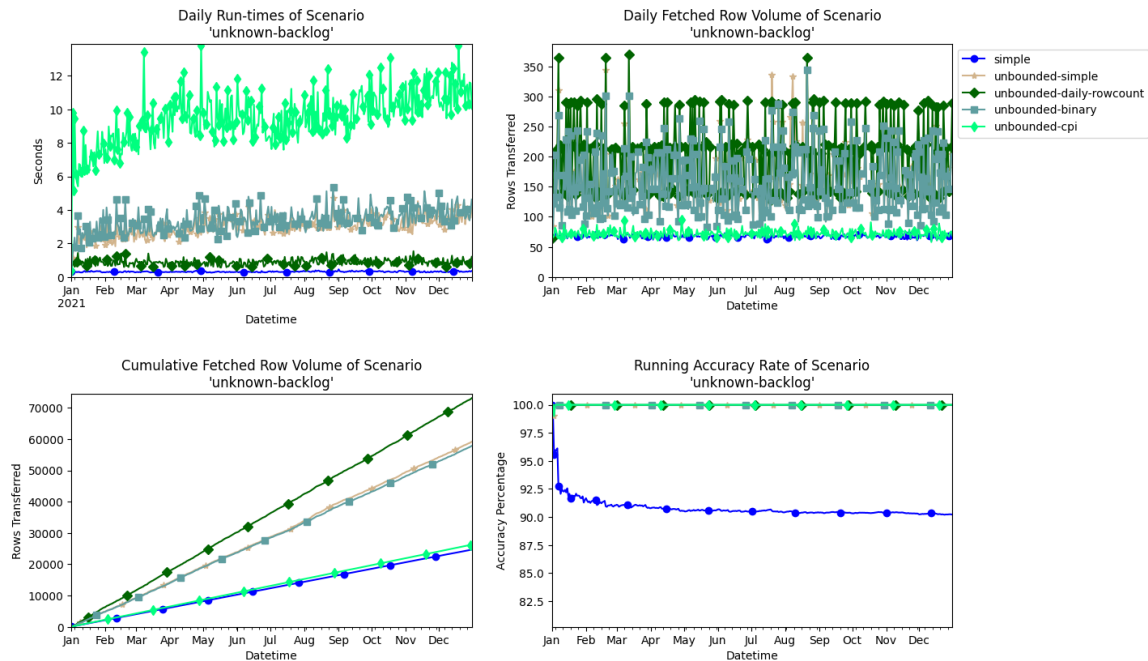 Daily Run-times of Scenario
'unknown-backlog'
12
10
8
6
4
2
0
Seconds
Jan Feb Mar Apr May Jun Jul Aug Sep Oct Nov Dec
2021
Datetime
Daily Fetched Row Volume of Scenario
'unknown-backlog'
350
300
250
200
150
100
50
0
Rows Transferred
Jan Feb Mar Apr May Jun Jul Aug Sep Oct Nov Dec
Datetime
simple
unbounded-simple
unbounded-daily-rowcount
unbounded-binary
unbounded-cpi
Cumulative Fetched Row Volume of Scenario
'unknown-backlog'
70000
60000
50000
40000
30000
20000
10000
0
Rows Transferred
Jan Feb Mar Apr May Jun Jul Aug Sep Oct Nov Dec
Datetime
Running Accuracy Rate of Scenario
'unknown-backlog'
100.0
97.5
95.0
92.5
90.0
87.5
85.0
82.5
Accuracy Percentage
Jan Feb Mar Apr May Jun Jul Aug Sep Oct Nov Dec
Datetime